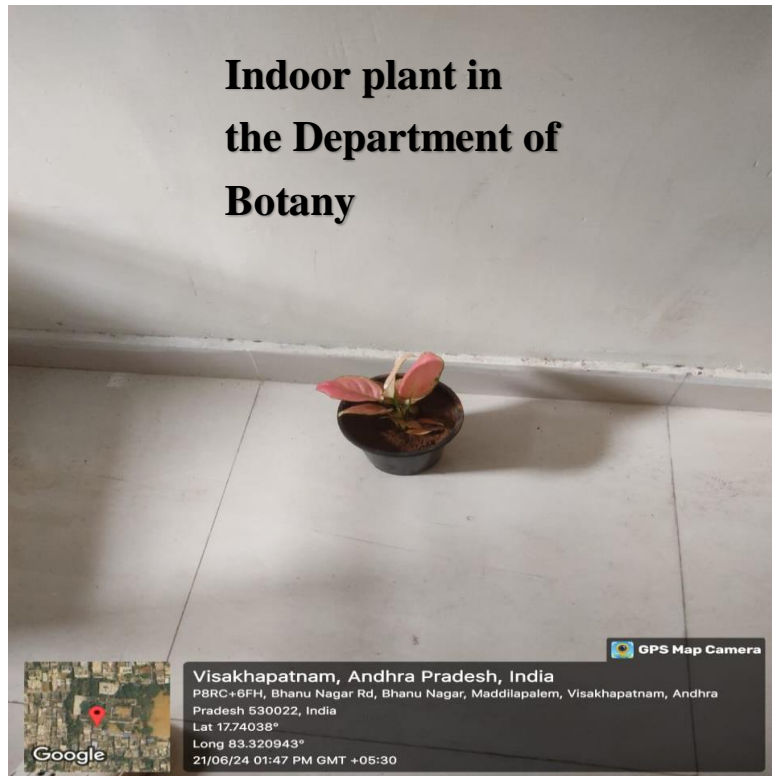 Indoor plant in
the Department of
Botany
GPS Map Camera
Visakhapatnam, Andhra Pradesh, India
P8RC+6FH, Bhanu Nagar Rd, Bhanu Nagar, Maddilapalem, Visakhapatnam, Andhra
Pradesh 530022, India
Lat 17.74038°
Long 83.320943°
21/06/24 01:47 PM GMT +05:30
Google